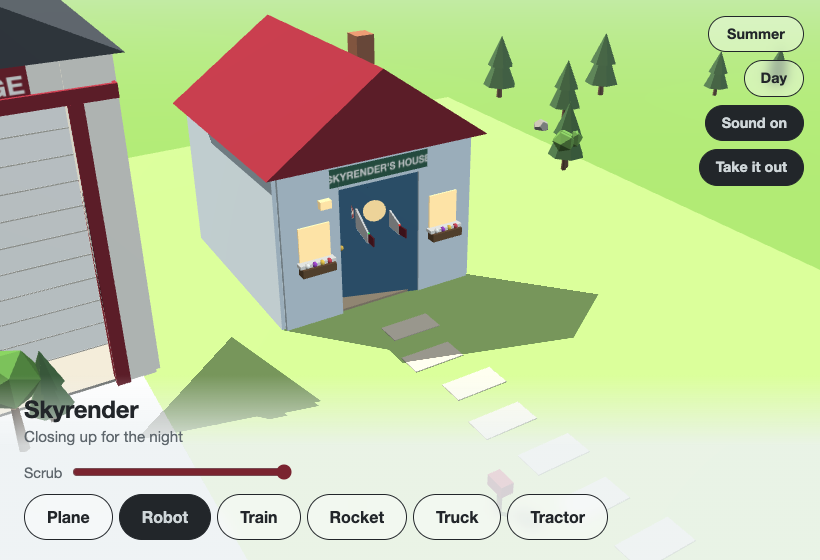 GE
SKYRENDER'S HOUSE
Summer
Day
Sound on
Take it out
Skyrender
Closing up for the night
Scrub
Plane
Robot
Train
Rocket
Truck
Tractor